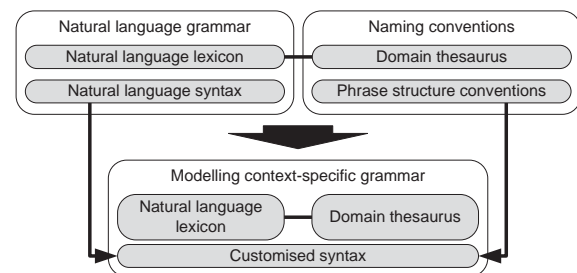 Natural language grammar
Naming conventions
Natural language lexicon
Domain thesaurus
Natural language syntax
Phrase structure conventions
Modelling context-specific grammar
Natural language
lexicon
Domain thesaurus
Customised syntax